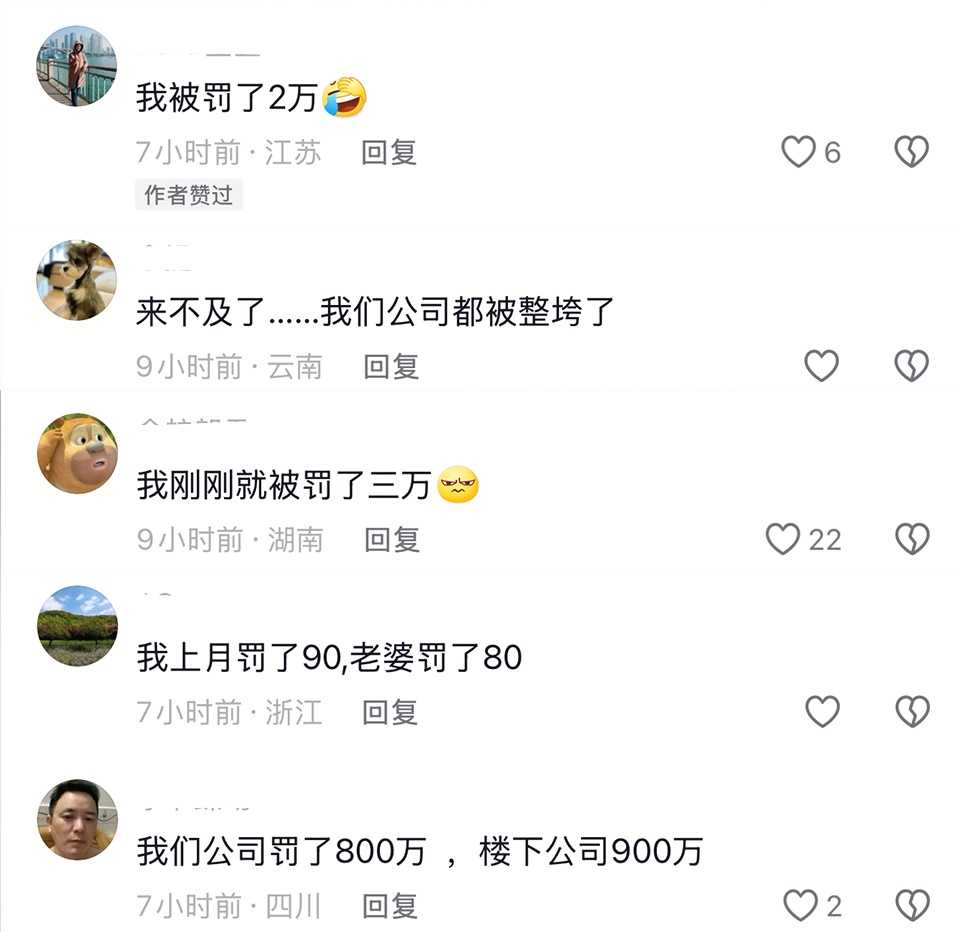 我被罚了2万
7小时前·江苏 回复 6
作者赞过
来不及了……我们公司都被整垮了
9小时前·云南 回复
我刚刚就被罚了三万
9小时前·湖南 回复 22
我上月罚了90,老婆罚了80
7小时前·浙江 回复
我们公司罚了800万 ，楼下公司900万
7小时前·四川 回复 2